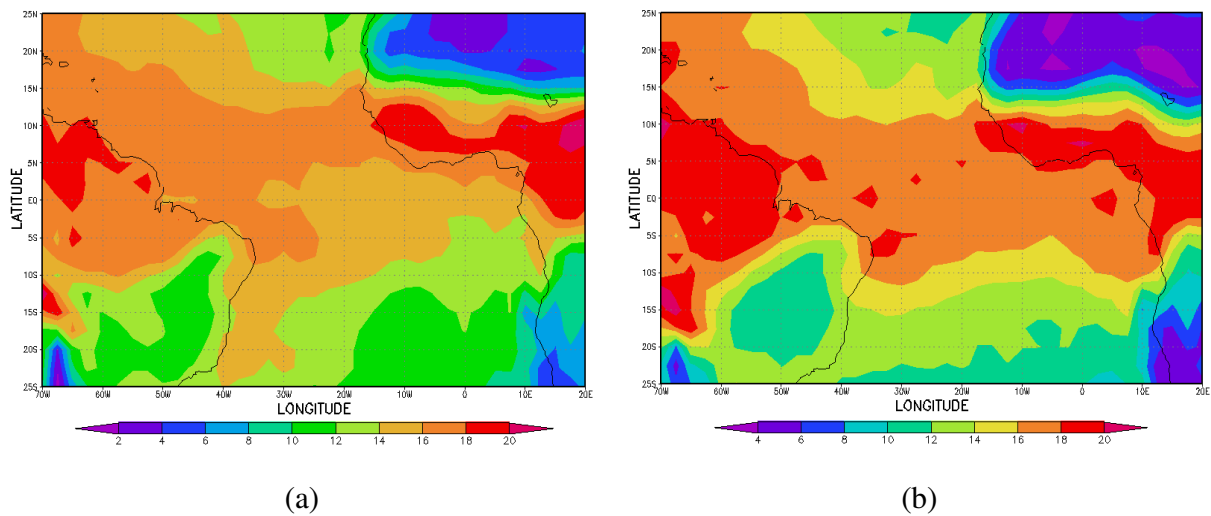 25N
20N
15N
10N
5N
EQ
5S
10S
15S
20S
25S
LATITUDE
70W 60W 50W 40W 30W 20W 10W 0 10E 20E
LONGITUDE
2 4 6 8 10 12 14 16 18 20
(a)
25N
20N
15N
10N
5N
EQ
5S
10S
15S
20S
25S
LATITUDE
70W 60W 50W 40W 30W 20W 10W 0 10E 20E
LONGITUDE
4 6 8 10 12 14 16 18 20
(b)